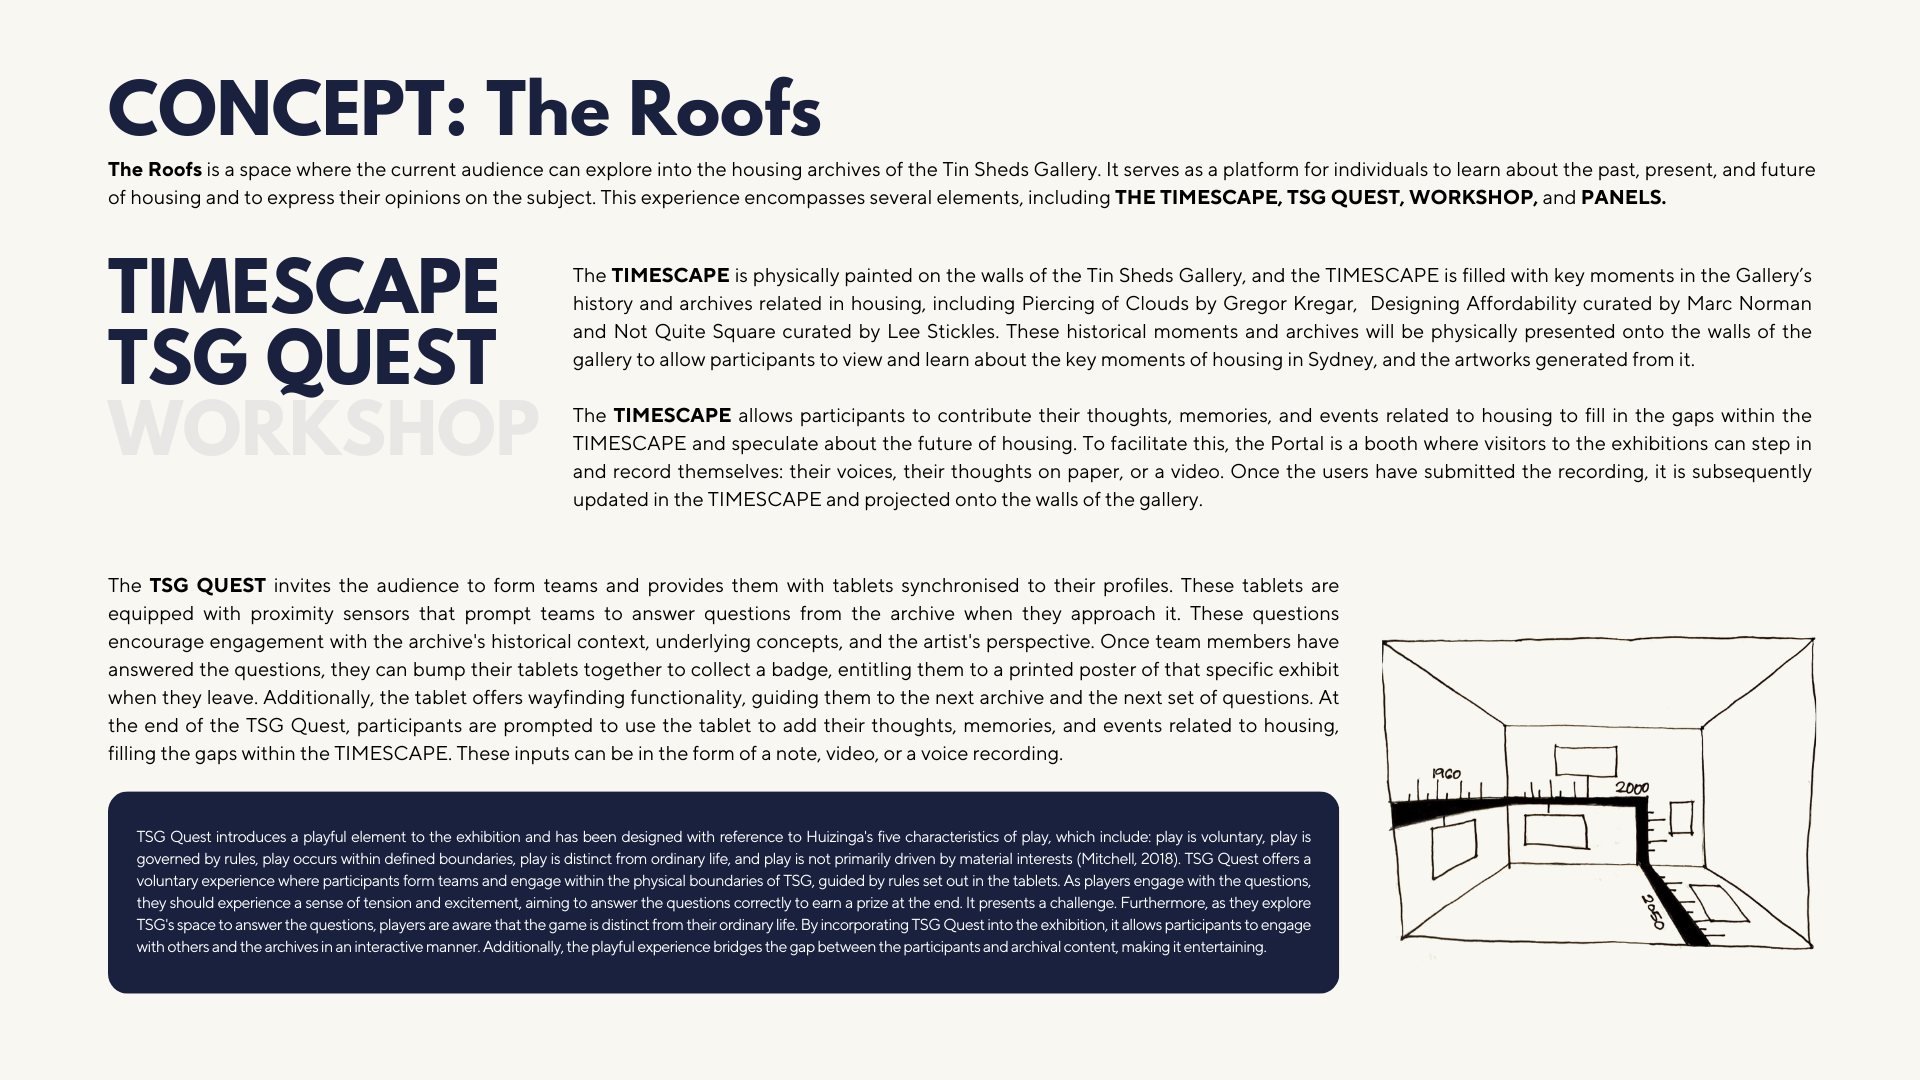 CONCEPT: The Roofs
The Roofs is a space where the current audience can explore into the housing archives of the Tin Sheds Gallery. It serves as a platform for individuals to learn about the past, present, and future
of housing and to express their opinions on the subject. This experience encompasses several elements, including THE TIMESCAPE, TSG QUEST, WORKSHOP, and PANELS.
TIMESCAPE
TSG QUEST
WORKSHOP
The TIMESCAPE is physically painted on the walls of the Tin Sheds Gallery, and the TIMESCAPE is filled with key moments in the Gallery’s
history and archives related in housing, including Piercing of Clouds by Gregor Kregar, Designing Affordability curated by Marc Norman
and Not Quite Square curated by Lee Stickles. These historical moments and archives will be physically presented onto the walls of the
gallery to allow participants to view and learn about the key moments of housing in Sydney, and the artworks generated from it.
The TIMESCAPE allows participants to contribute their thoughts, memories, and events related to housing to fill in the gaps within the
TIMESCAPE and speculate about the future of housing. To facilitate this, the Portal is a booth where visitors to the exhibitions can step in
and record themselves: their voices, their thoughts on paper, or a video. Once the users have submitted the recording, it is subsequently
updated in the TIMESCAPE and projected onto the walls of the gallery.
The TSG QUEST invites the audience to form teams and provides them with tablets synchronised to their profiles. These tablets are
equipped with proximity sensors that prompt teams to answer questions from the archive when they approach it. These questions
encourage engagement with the archive's historical context, underlying concepts, and the artist's perspective. Once team members have
answered the questions, they can bump their tablets together to collect a badge, entitling them to a printed poster of that specific exhibit
when they leave. Additionally, the tablet offers wayfinding functionality, guiding them to the next archive and the next set of questions. At
the end of the TSG Quest, participants are prompted to use the tablet to add their thoughts, memories, and events related to housing,
filling the gaps within the TIMESCAPE. These inputs can be in the form of a note, video, or a voice recording.
TSG Quest introduces a playful element to the exhibition and has been designed with reference to Huizinga's five characteristics of play, which include: play is voluntary, play is
governed by rules, play occurs within defined boundaries, play is distinct from ordinary life, and play is not primarily driven by material interests (Mitchell, 2018). TSG Quest offers a
voluntary experience where participants form teams and engage within the physical boundaries of TSG, guided by rules set out in the tablets. As players engage with the questions,
they should experience a sense of tension and excitement, aiming to answer the questions correctly to earn a prize at the end. It presents a challenge. Furthermore, as they explore
TSG's space to answer the questions, players are aware that the game is distinct from their ordinary life. By incorporating TSG Quest into the exhibition, it allows participants to engage
with others and the archives in an interactive manner. Additionally, the playful experience bridges the gap between the participants and archival content, making it entertaining.
1960
2000
2050